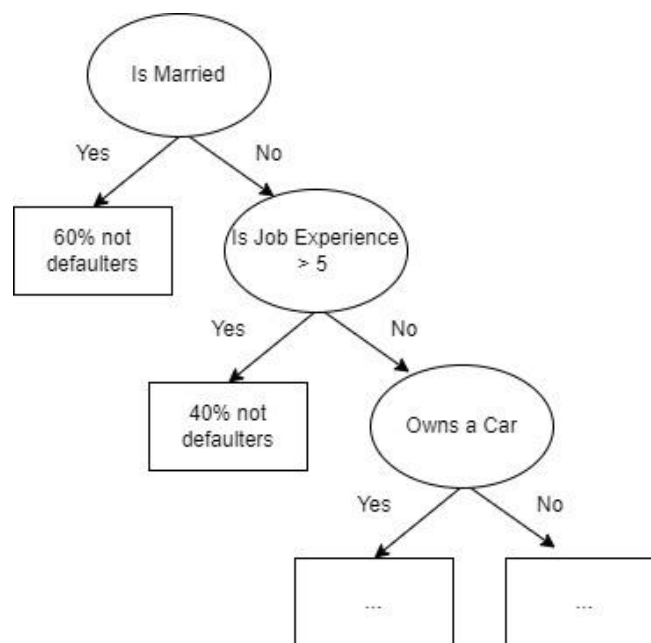 Is Married
Yes
No
60% not
defaulters
Is Job Experience
> 5
Yes
No
40% not
defaulters
Owns a Car
Yes
No
...
...